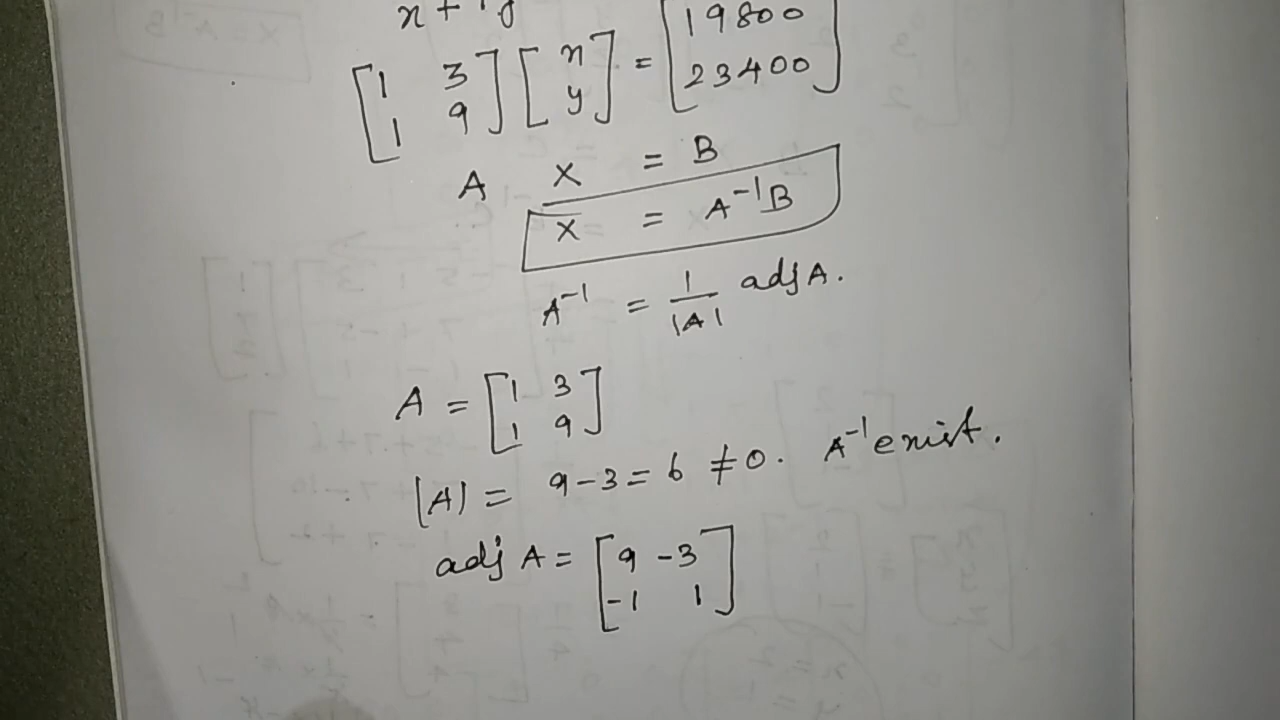 x + 9y
[1 3] [x] = [19800]
[1 9] [y] [23400]
A X = B
X = A⁻¹B
A⁻¹ = 1/|A| adj A.
A = [1 3]
[1 9]
|A| = 9-3 = 6 ≠ 0. A⁻¹ exist.
adj A = [9 -3]
[-1 1]